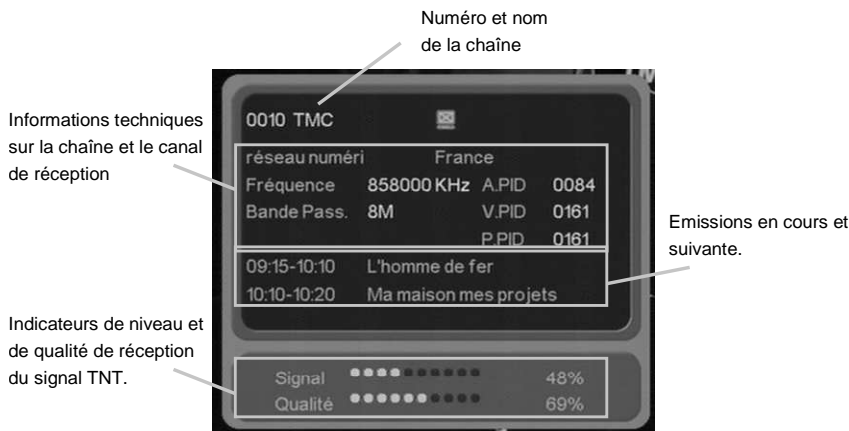 Numéro et nom
de la chaîne
Informations techniques
sur la chaîne et le canal
de réception
0010 TMC
réseau numéri France
Fréquence 858000 KHz A.PID 0084
Bande Pass. 8M V.PID 0161
P.PID 0161
Emissions en cours et
suivante.
09:15-10:10 L'homme de fer
10:10-10:20 Ma maison mes projets
Indicateurs de niveau et
de qualité de réception
du signal TNT.
Signal 48%
Qualité 69%